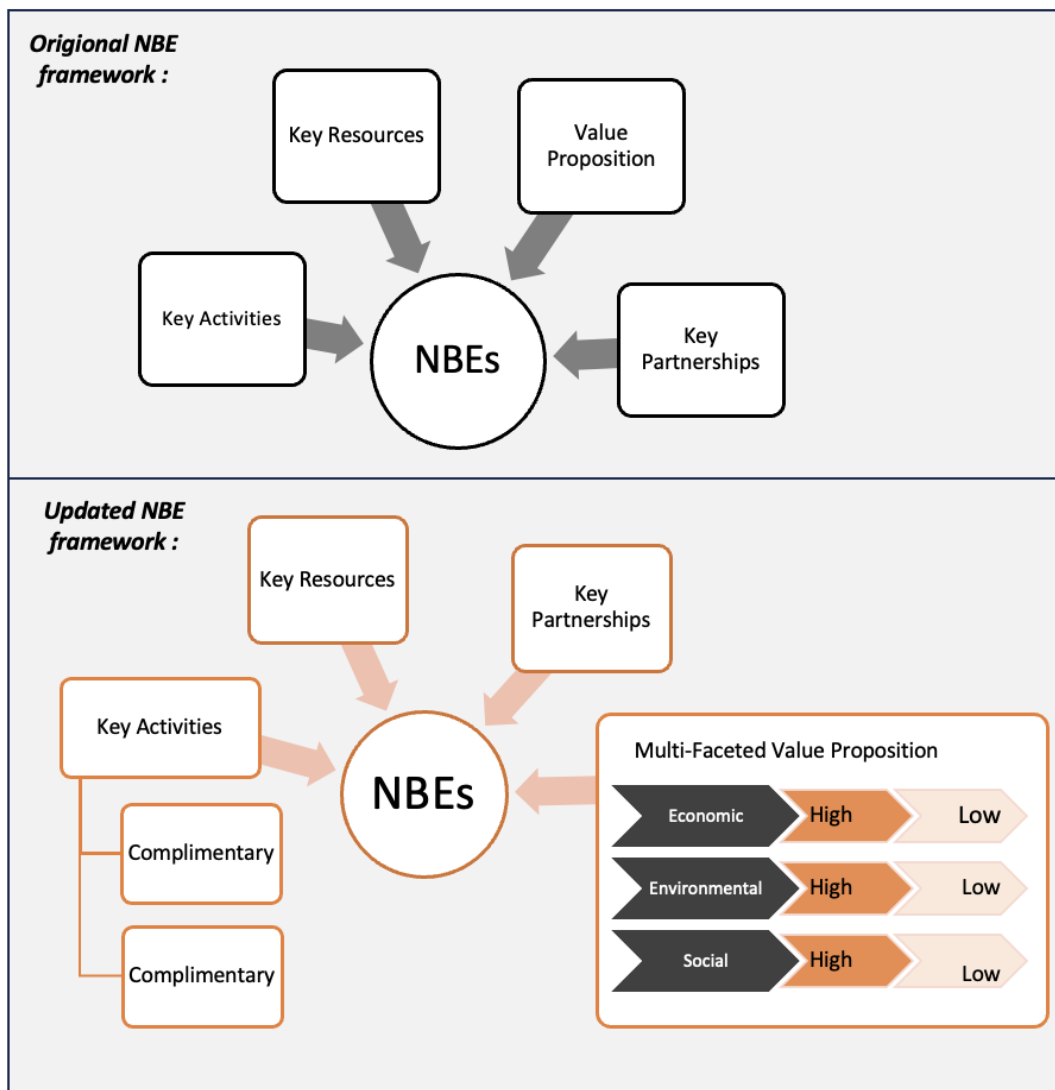 Origional NBE
framework :
Key Resources
Value
Proposition
Key Activities
NBEs
Key
Partnerships
Updated NBE
framework :
Key Resources
Key
Partnerships
Key Activities
NBEs
Complimentary
Complimentary
Multi-Faceted Value Proposition
Economic High Low
Environmental High Low
Social High Low